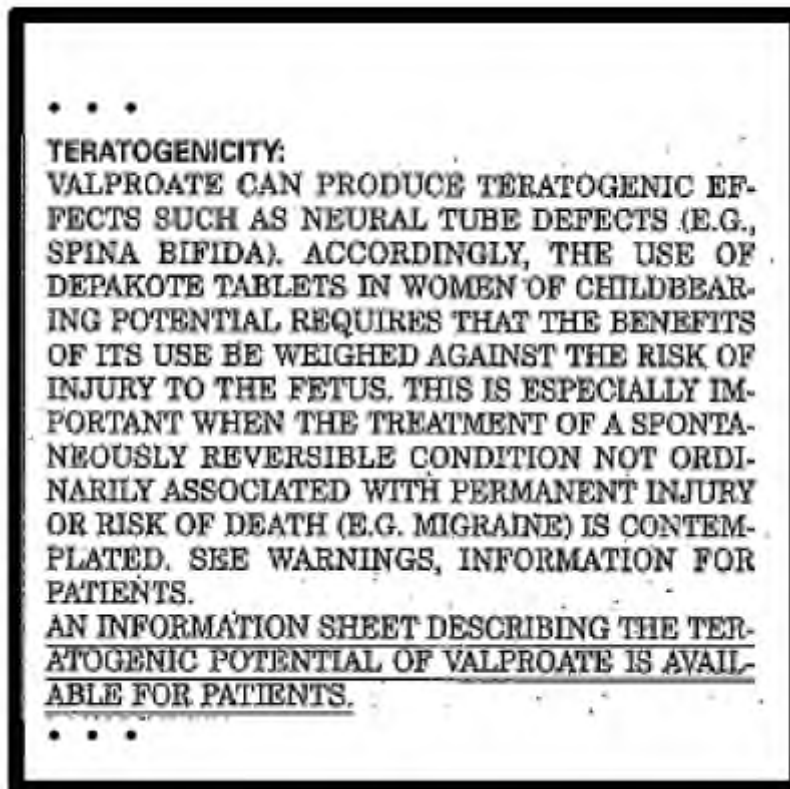 • • •
TERATOGENICITY:
VALPROATE CAN PRODUCE TERATOGENIC EF-
FECTS SUCH AS NEURAL TUBE DEFECTS (E.G.,
SPINA BIFIDA). ACCORDINGLY, THE USE OF
DEPAKOTE TABLETS IN WOMEN OF CHILDBEAR-
ING POTENTIAL REQUIRES THAT THE BENEFITS
OF ITS USE BE WEIGHED AGAINST THE RISK OF
INJURY TO THE FETUS. THIS IS ESPECIALLY IM-
PORTANT WHEN THE TREATMENT OF A SPONTA-
NEOUSLY REVERSIBLE CONDITION NOT ORDI-
NARILY ASSOCIATED WITH PERMANENT INJURY
OR RISK OF DEATH (E.G. MIGRAINE) IS CONTEM-
PLATED. SEE WARNINGS, INFORMATION FOR
PATIENTS.
AN INFORMATION SHEET DESCRIBING THE TER-
ATOGENIC POTENTIAL OF VALPROATE IS AVAIL-
ABLE FOR PATIENTS.
• • •